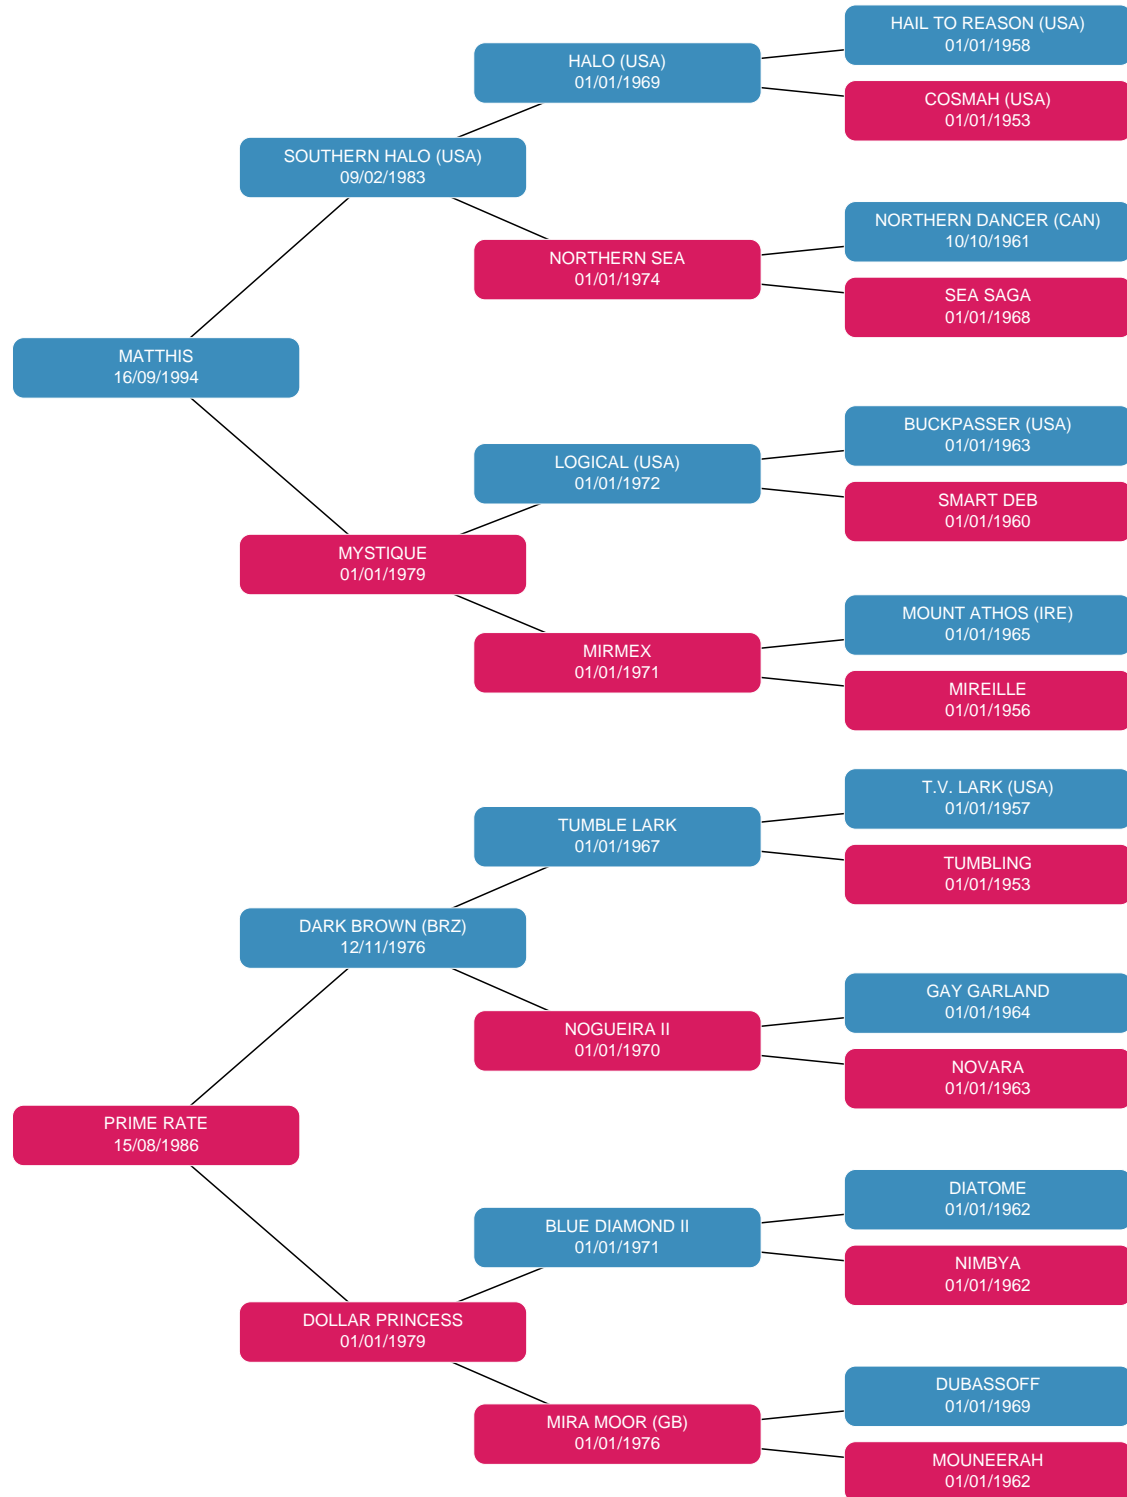 HAIL TO REASON (USA)
01/01/1958
HALO (USA)
01/01/1969
COSMAH (USA)
01/01/1953
SOUTHERN HALO (USA)
09/02/1983
NORTHERN DANCER (CAN)
10/10/1961
NORTHERN SEA
01/01/1974
SEA SAGA
01/01/1968
MATTHIS
16/09/1994
BUCKPASSER (USA)
01/01/1963
LOGICAL (USA)
01/01/1972
SMART DEB
01/01/1960
MYSTIQUE
01/01/1979
MOUNT ATHOS (IRE)
01/01/1965
MIRMEX
01/01/1971
MIREILLE
01/01/1956
T.V. LARK (USA)
01/01/1957
TUMBLE LARK
01/01/1967
TUMBLING
01/01/1953
DARK BROWN (BRZ)
12/11/1976
GAY GARLAND
01/01/1964
NOGUEIRA II
01/01/1970
NOVARA
01/01/1963
PRIME RATE
15/08/1986
DIATOME
01/01/1962
BLUE DIAMOND II
01/01/1971
NIMBYA
01/01/1962
DOLLAR PRINCESS
01/01/1979
DUBASSOFF
01/01/1969
MIRA MOOR (GB)
01/01/1976
MOUNEERAH
01/01/1962